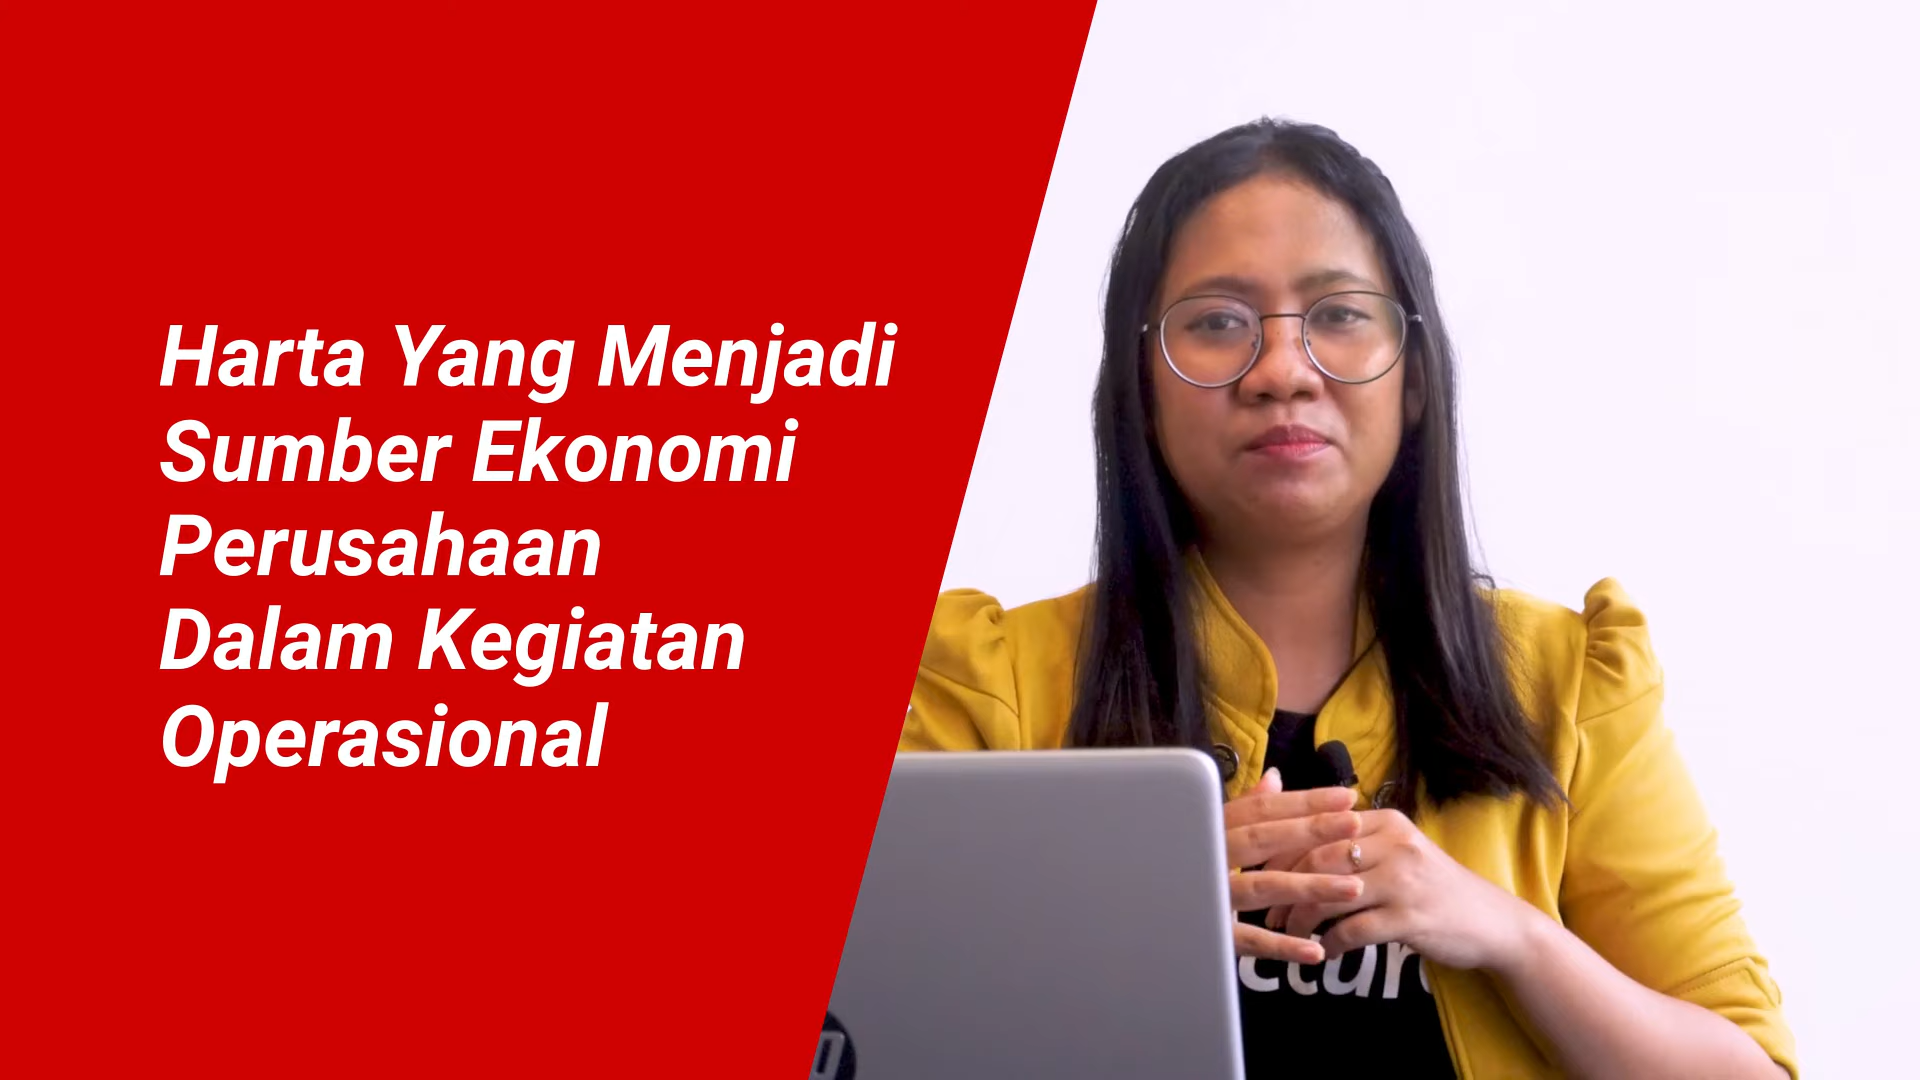 Harta Yang Menjadi
Sumber Ekonomi
Perusahaan
Dalam Kegiatan
Operasional